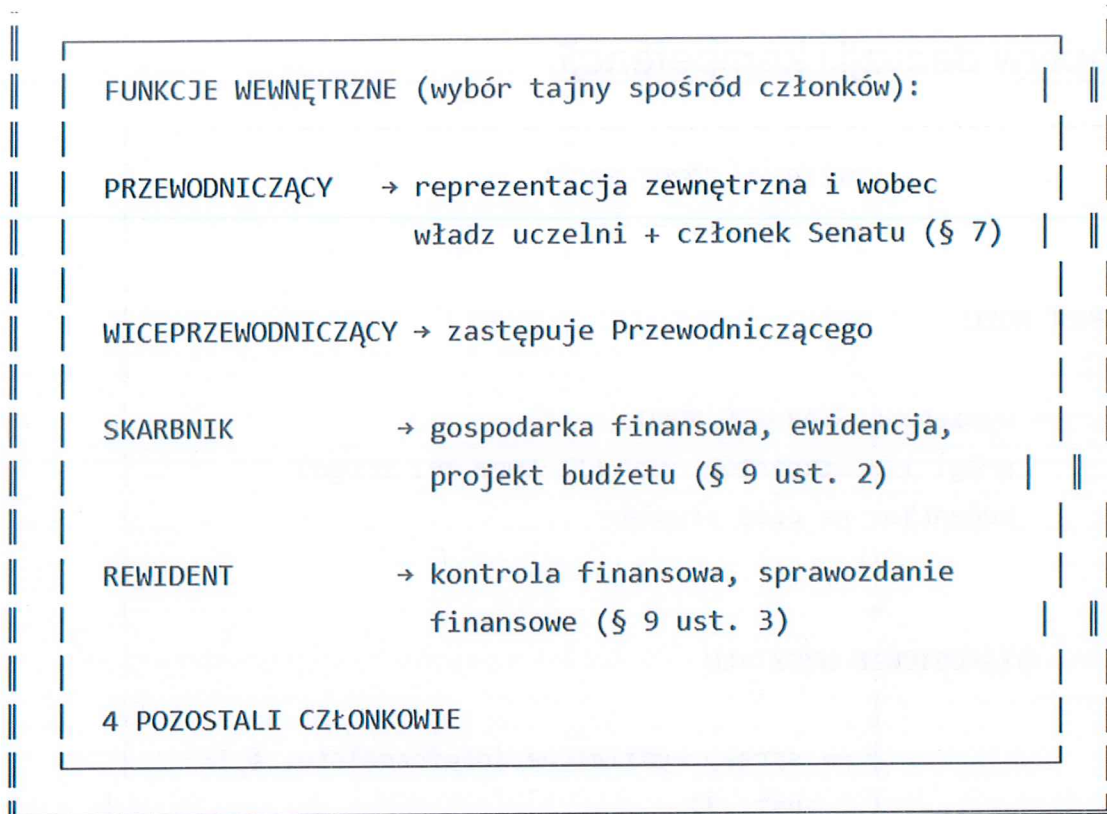 FUNKCJE WEWNĘTRZNE (wybór tajny spośród członków):
PRZEWODNICZĄCY → reprezentacja zewnętrzna i wobec
władz uczelni + członek Senatu (§ 7)
WICEPRZEWODNICZĄCY → zastępuje Przewodniczącego
SKARBNIK → gospodarka finansowa, ewidencja,
projekt budżetu (§ 9 ust. 2)
REWIDENT → kontrola finansowa, sprawozdanie
finansowe (§ 9 ust. 3)
4 POZOSTALI CZŁONKOWIE